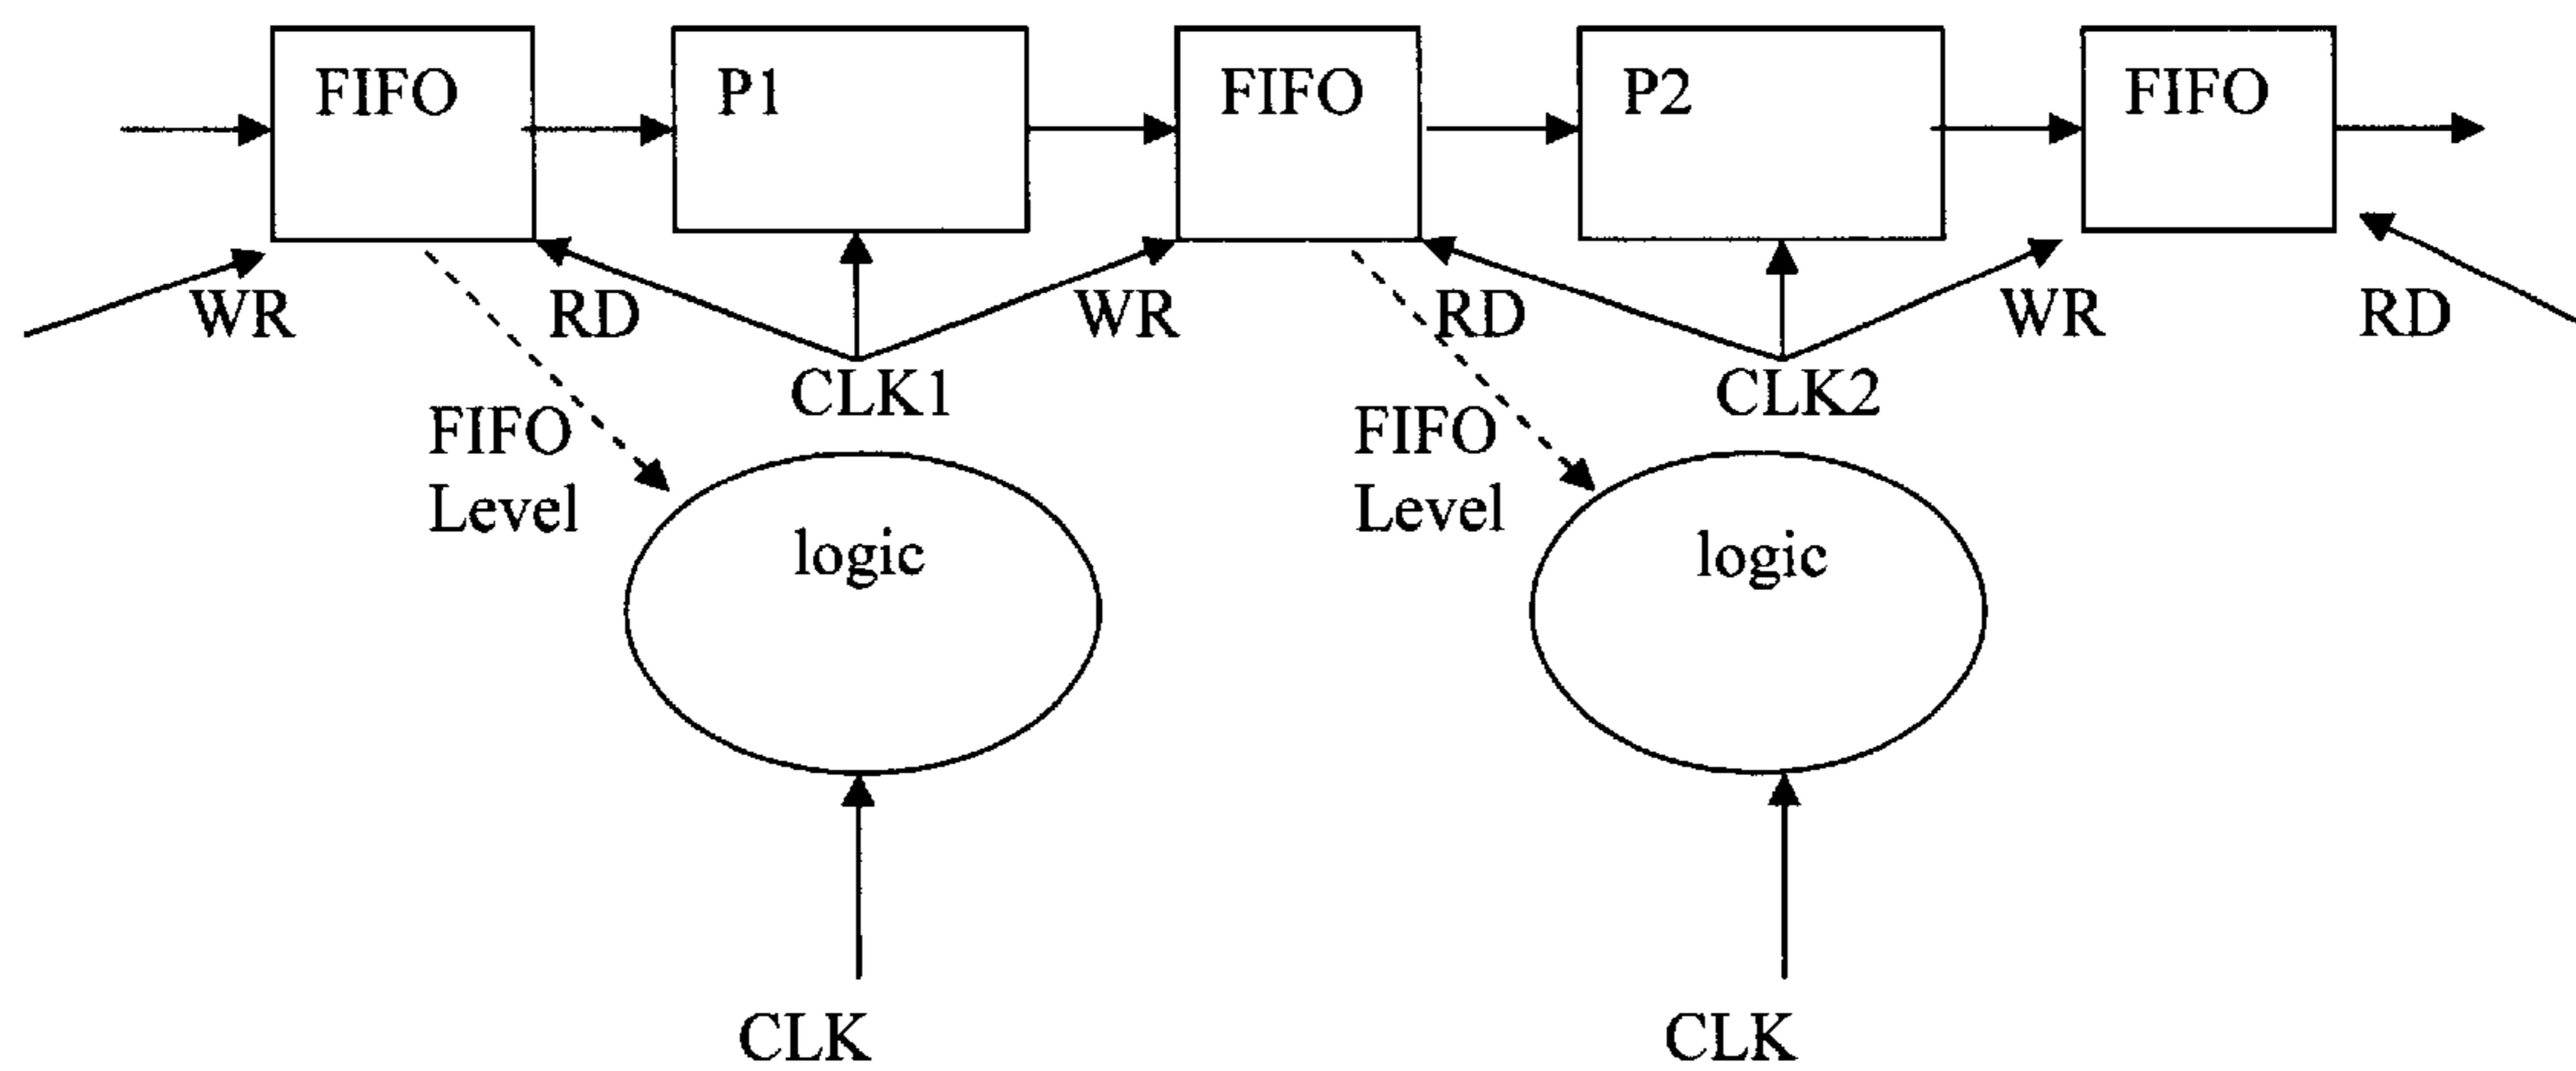 FIFO
P1
FIFO
P2
FIFO
WR
RD
WR
RD
WR
RD
CLK1
CLK2
FIFO
Level
FIFO
Level
logic
logic
CLK
CLK